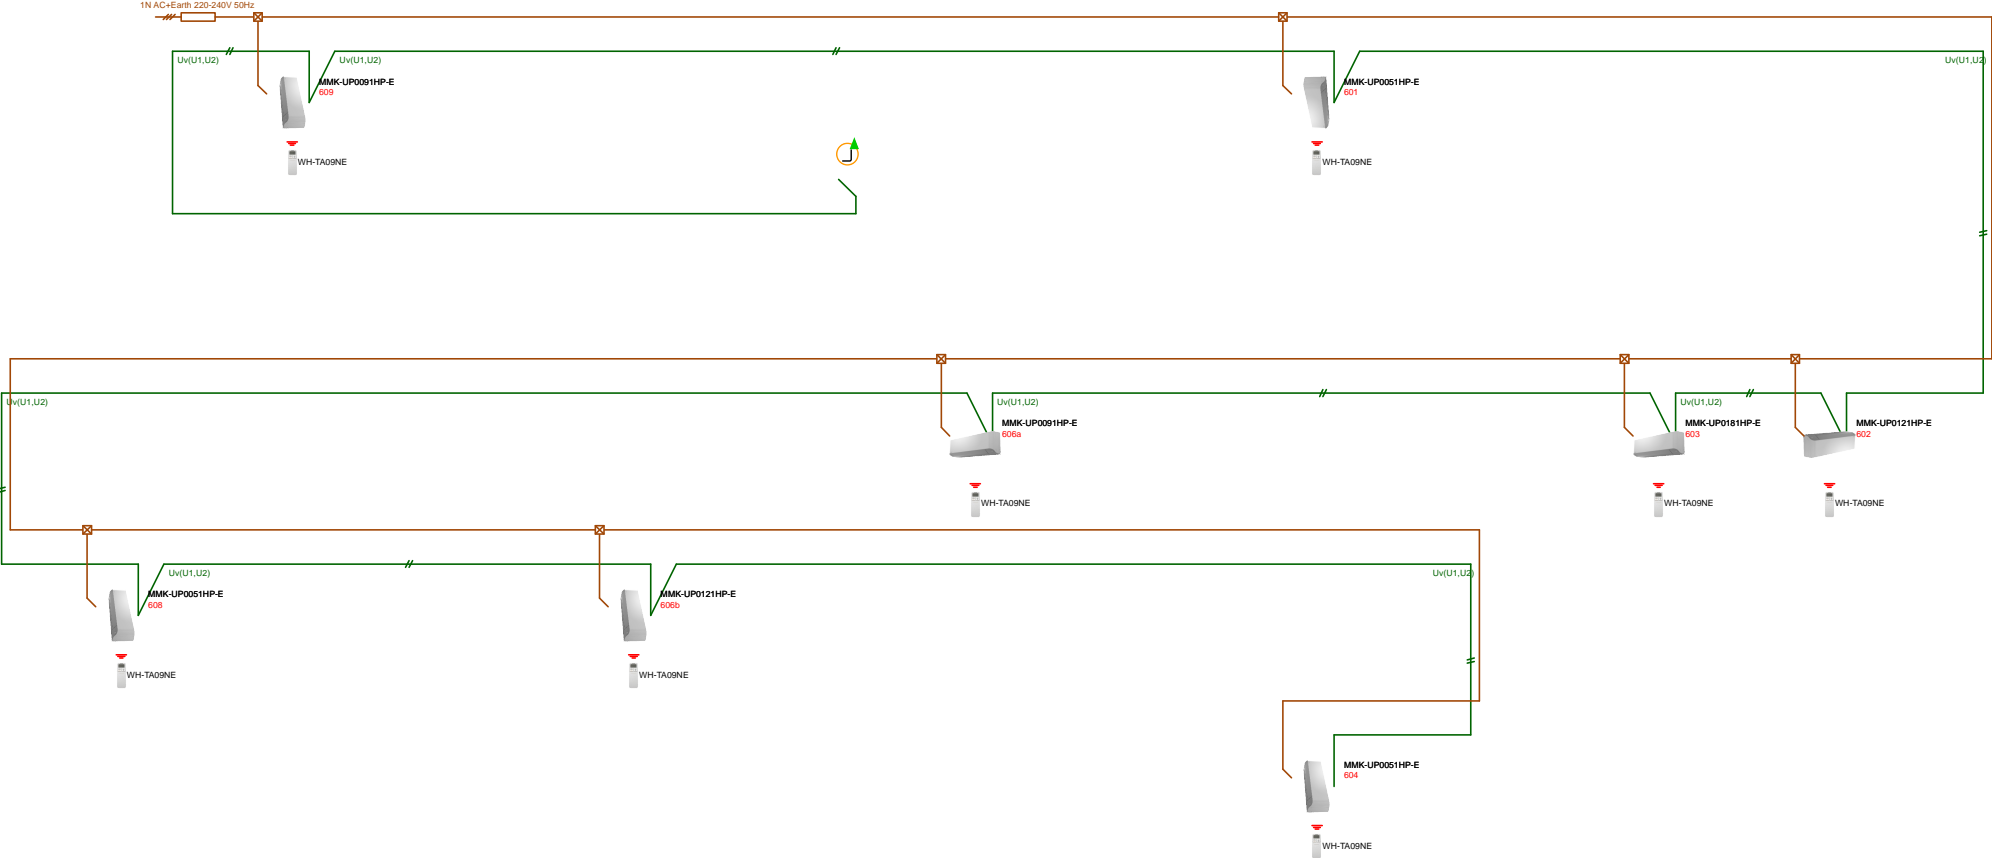 1N AC+Earth 220-240V 50Hz
Uv(U1,U2)
Uv(U1,U2)
Uv(U1,U2)
MMK-UP0091HP-E
609
MMK-UP0051HP-E
601
J
WH-TA09NE
WH-TA09NE
Uv(U1,U2)
Uv(U1,U2)
Uv(U1,U2)
MMK-UP0091HP-E
606a
MMK-UP0181HP-E
603
MMK-UP0121HP-E
602
WH-TA09NE
WH-TA09NE
WH-TA09NE
Uv(U1,U2)
Uv(U1,U2)
MMK-UP0051HP-E
608
MMK-UP0121HP-E
606b
WH-TA09NE
WH-TA09NE
MMK-UP0051HP-E
604
WH-TA09NE